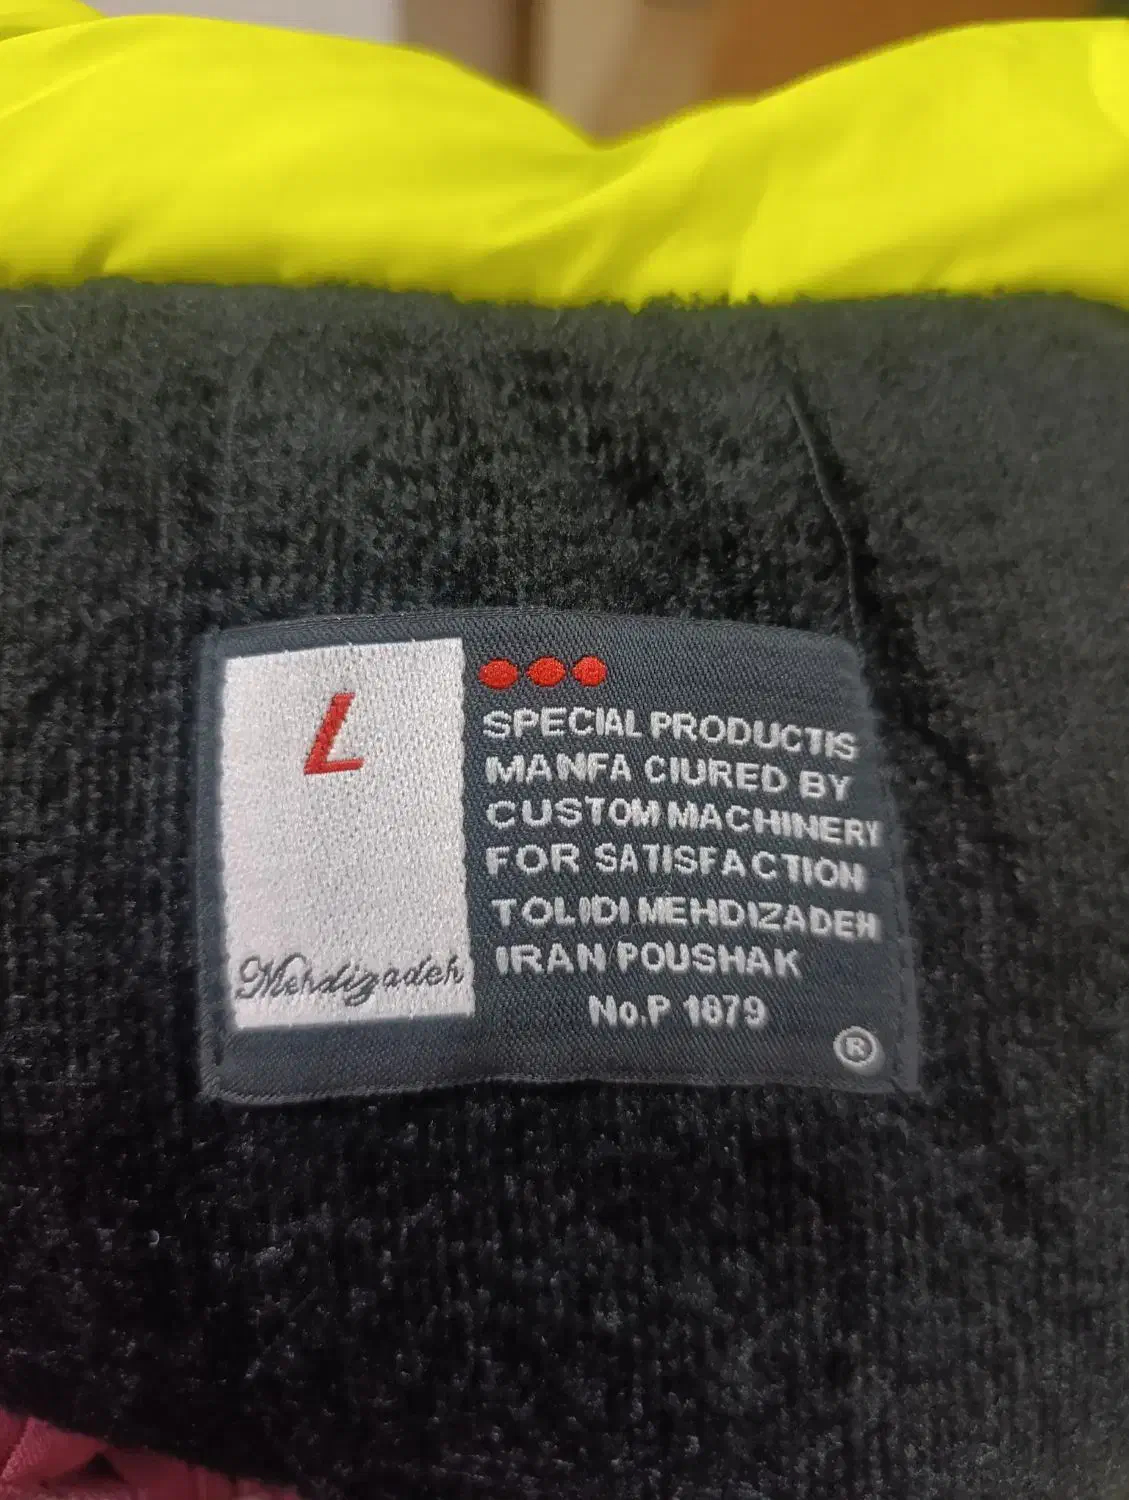 L
Mehdizadeh
SPECIAL PRODUCTIS
MANFA CIURED BY
CUSTOM MACHINERY
FOR SATISFACTION
TOLIDI MEHDIZADEH
IRAN POUSHAK
No.P 1879
®